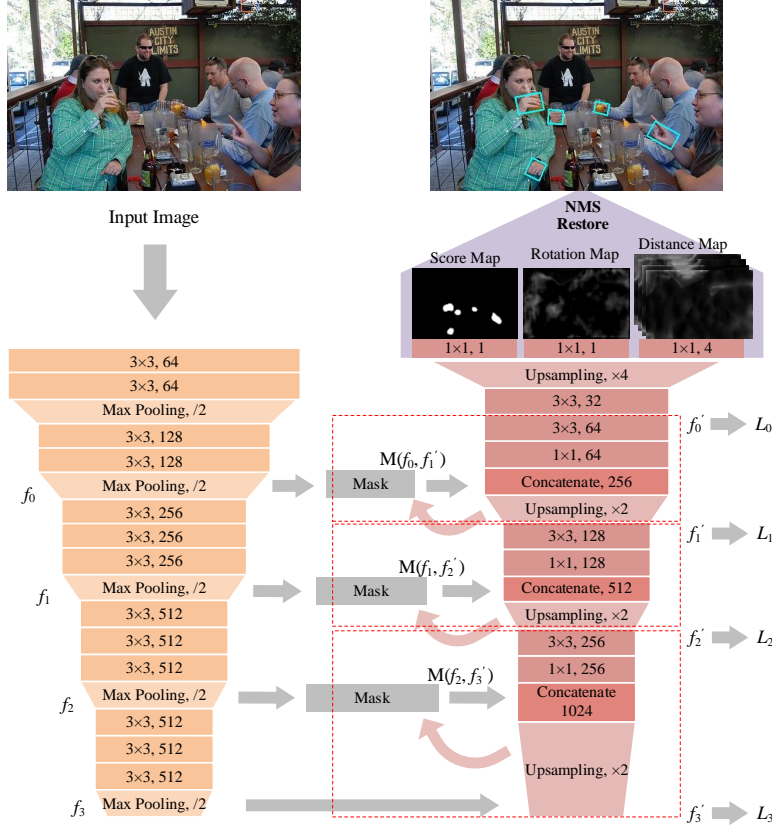 AUSTIN
CITY
LIMITS
AUSTIN
CITY
LIMITS
Input Image
NMS
Restore
Score Map
Rotation Map
Distance Map
1×1, 1
1×1, 1
1×1, 4
Upsampling, ×4
3×3, 32
3×3, 64
1×1, 64
Concatenate, 256
Upsampling, ×2
3×3, 128
1×1, 128
Concatenate, 512
Upsampling, ×2
3×3, 256
1×1, 256
Concatenate
1024
Upsampling, ×2
3×3, 64
3×3, 64
Max Pooling, /2
3×3, 128
3×3, 128
Max Pooling, /2
f₀
3×3, 256
3×3, 256
3×3, 256
Max Pooling, /2
f₁
3×3, 512
3×3, 512
3×3, 512
Max Pooling, /2
f₂
3×3, 512
3×3, 512
3×3, 512
Max Pooling, /2
f₃
M(f₀, f₁′)
Mask
M(f₁, f₂′)
Mask
M(f₂, f₃′)
Mask
f₀′ L₀
f₁′ L₁
f₂′ L₂
f₃′ L₃